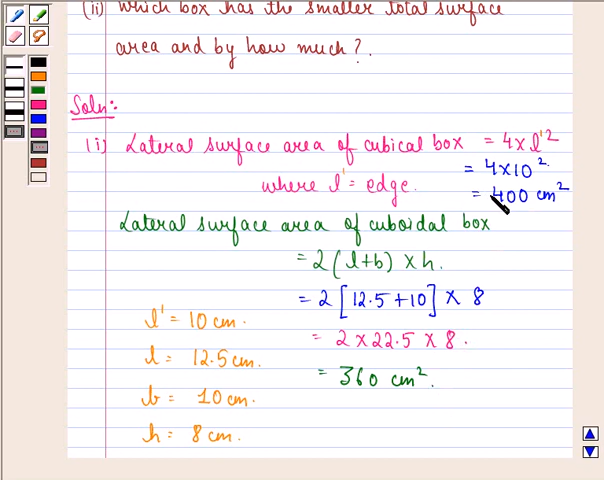 (ii) which box has the smaller total surface
area and by how much?
Soln:
(i) Lateral surface area of cubical box = 4 x l'2
= 4x10 2
where l' = edge.
= 400 cm2
Lateral surface area of cuboidal box
= 2 (l+b) x h.
= 2 [12.5 +10] x 8
l' = 10 cm.
= 2 x 22.5 x 8.
l = 12.5 cm.
= 360 cm2.
b = 10 cm.
h = 8 cm.